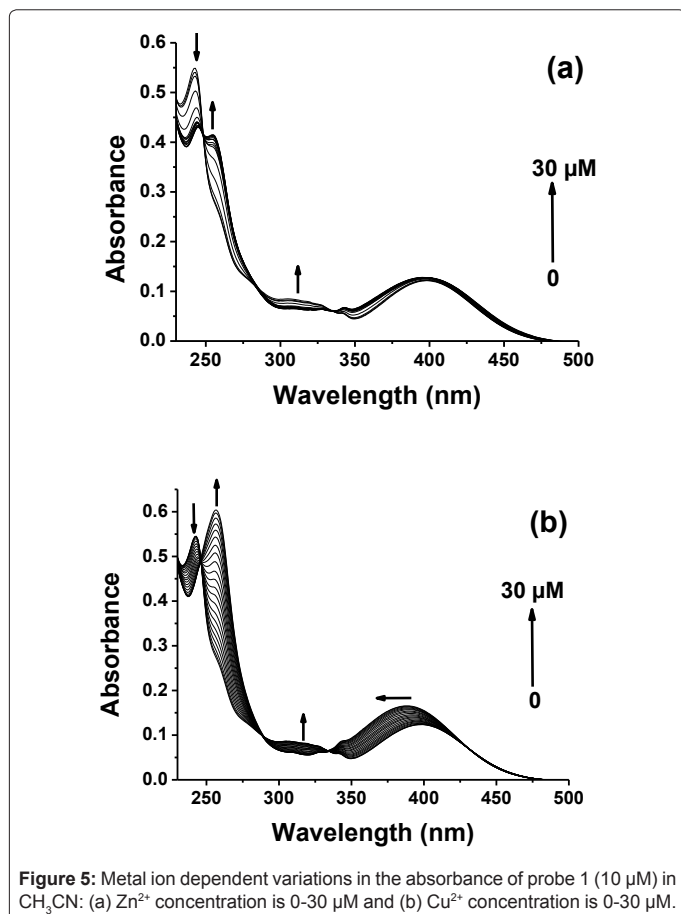 (a)
0.6
0.5
0.4
0.3
0.2
0.1
0.0
Absorbance
30 µM
0
250 300 350 400 450 500
Wavelength (nm)
(b)
0.6
0.5
0.4
0.3
0.2
0.1
0.0
Absorbance
30 µM
0
250 300 350 400 450 500
Wavelength (nm)
Figure 5: Metal ion dependent variations in the absorbance of probe 1 (10 µM) in
CH₃CN: (a) Zn²⁺ concentration is 0-30 µM and (b) Cu²⁺ concentration is 0-30 µM.